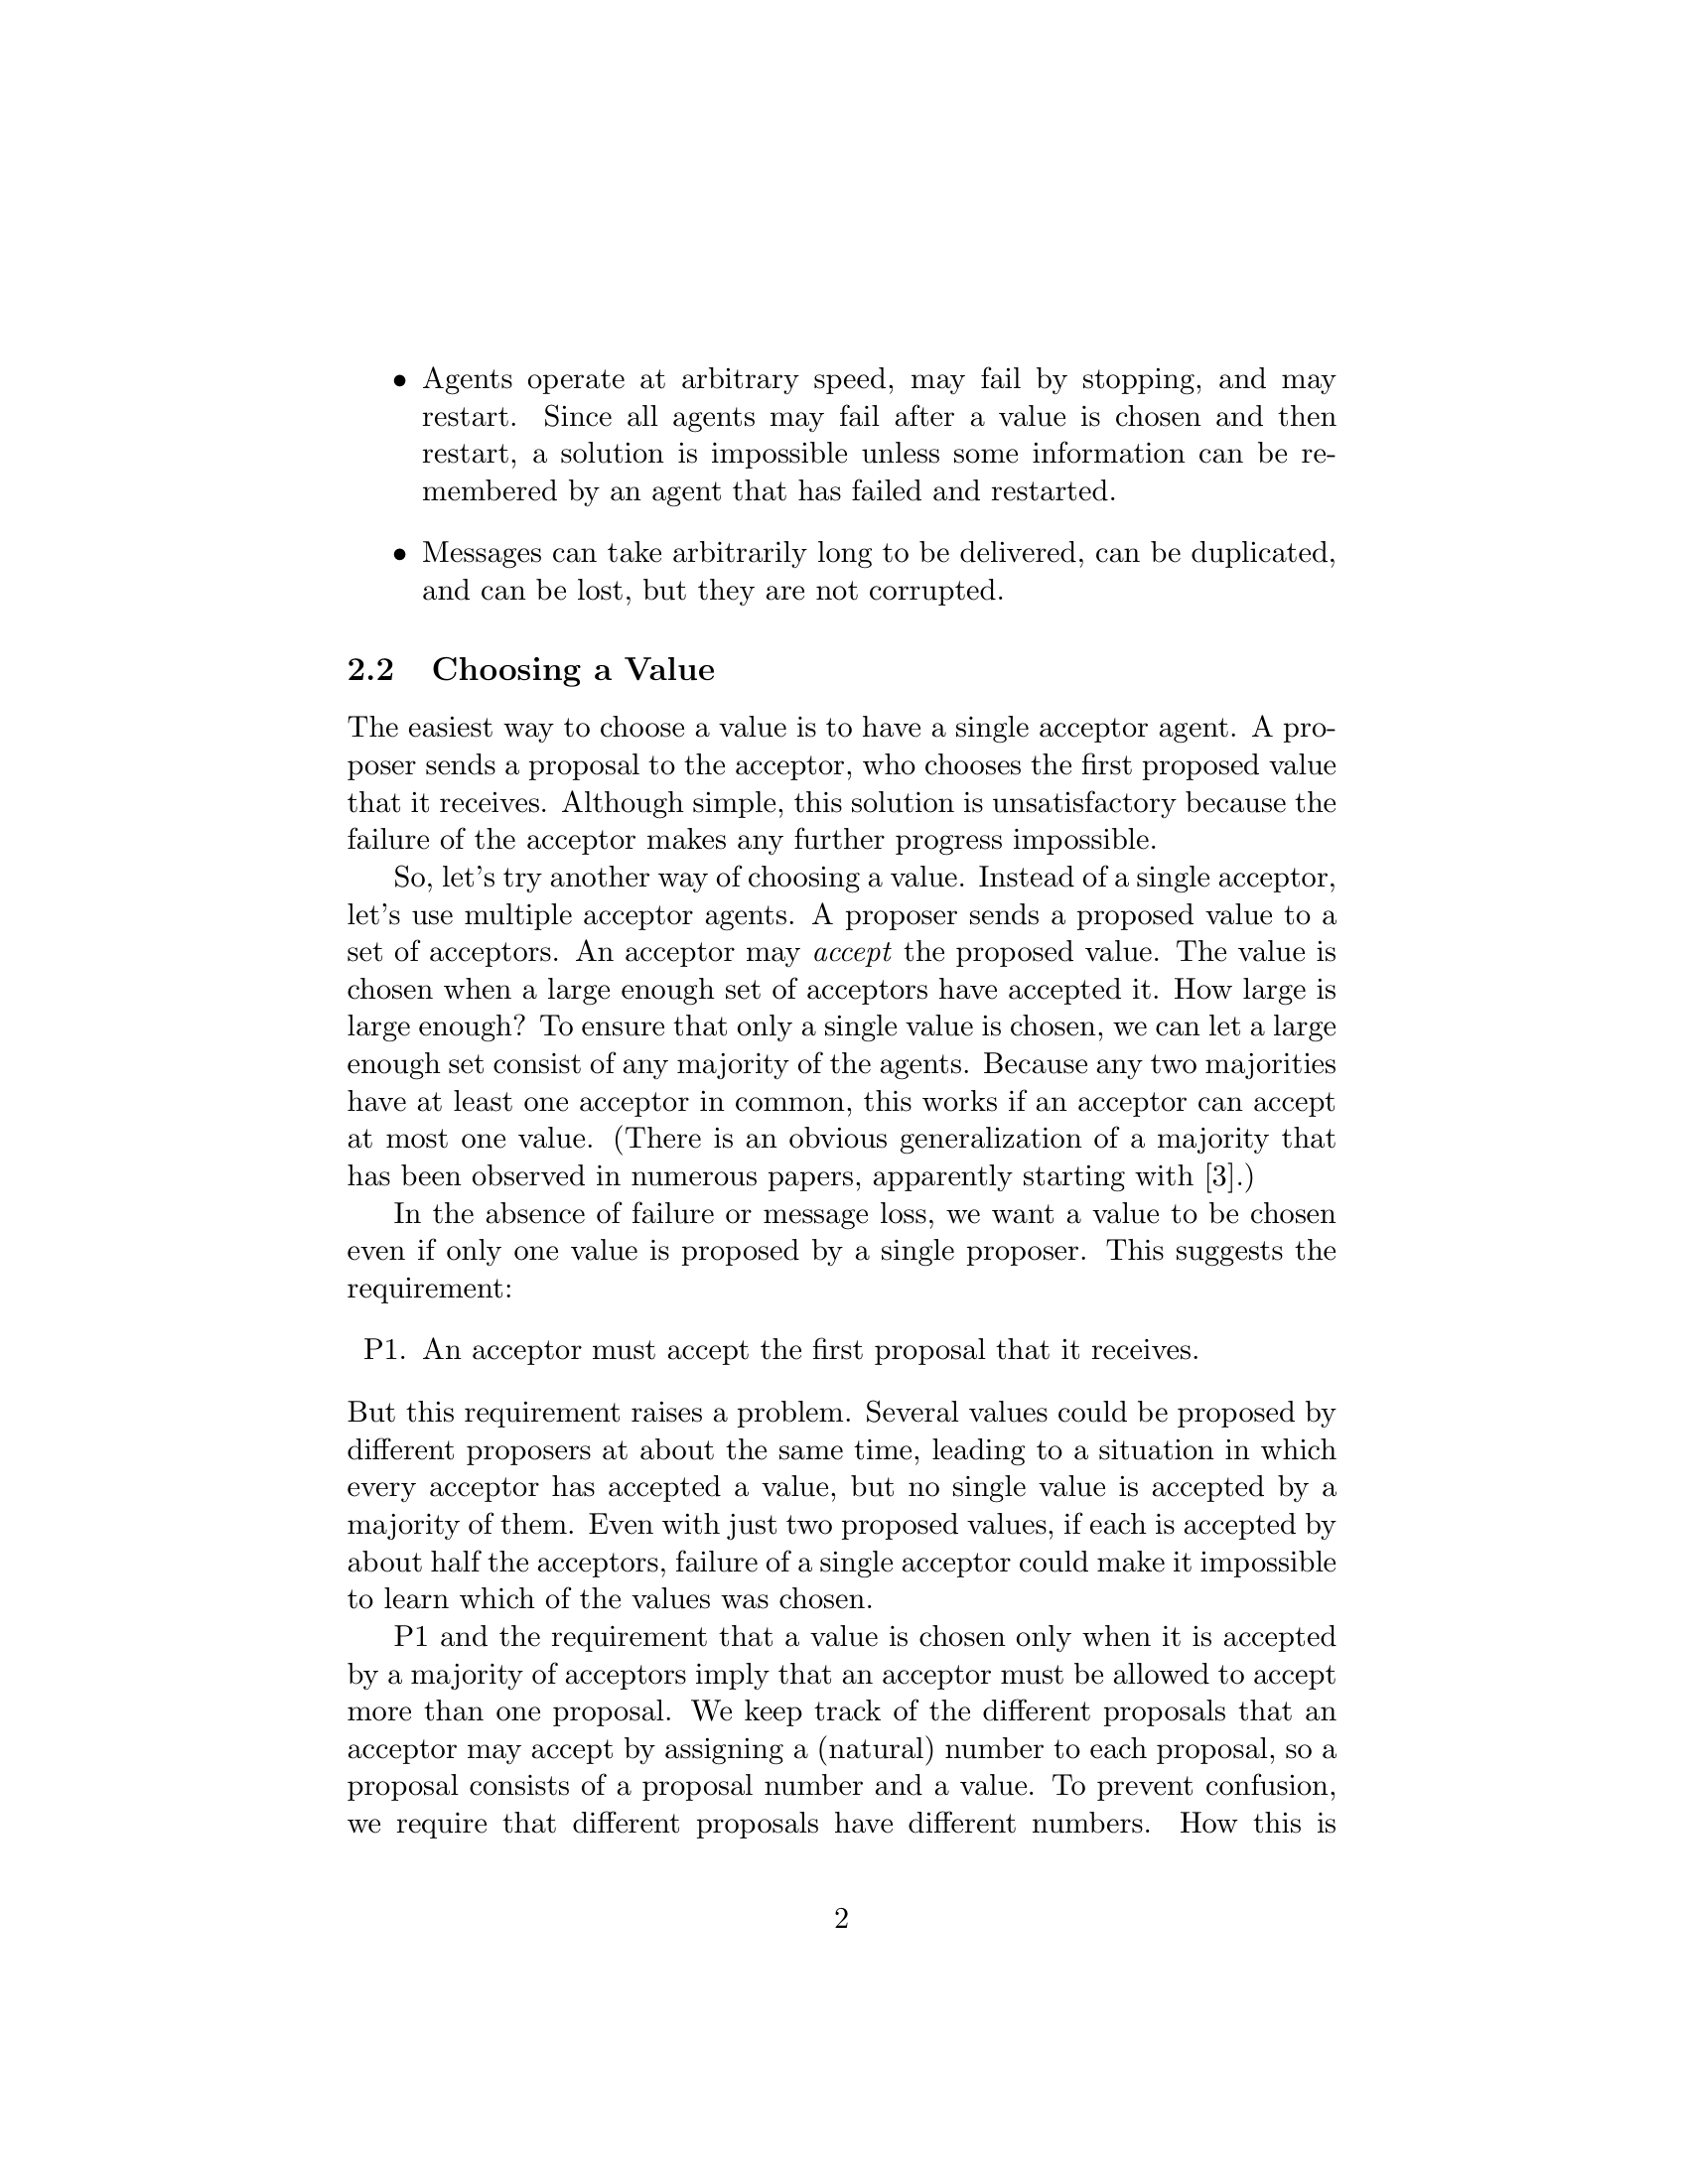 • Agents operate at arbitrary speed, may fail by stopping, and may
restart. Since all agents may fail after a value is chosen and then
restart, a solution is impossible unless some information can be re-
membered by an agent that has failed and restarted.
• Messages can take arbitrarily long to be delivered, can be duplicated,
and can be lost, but they are not corrupted.
2.2 Choosing a Value
The easiest way to choose a value is to have a single acceptor agent. A pro-
poser sends a proposal to the acceptor, who chooses the first proposed value
that it receives. Although simple, this solution is unsatisfactory because the
failure of the acceptor makes any further progress impossible.
So, let's try another way of choosing a value. Instead of a single acceptor,
let's use multiple acceptor agents. A proposer sends a proposed value to a
set of acceptors. An acceptor may accept the proposed value. The value is
chosen when a large enough set of acceptors have accepted it. How large is
large enough? To ensure that only a single value is chosen, we can let a large
enough set consist of any majority of the agents. Because any two majorities
have at least one acceptor in common, this works if an acceptor can accept
at most one value. (There is an obvious generalization of a majority that
has been observed in numerous papers, apparently starting with [3].)
In the absence of failure or message loss, we want a value to be chosen
even if only one value is proposed by a single proposer. This suggests the
requirement:
P1. An acceptor must accept the first proposal that it receives.
But this requirement raises a problem. Several values could be proposed by
different proposers at about the same time, leading to a situation in which
every acceptor has accepted a value, but no single value is accepted by a
majority of them. Even with just two proposed values, if each is accepted by
about half the acceptors, failure of a single acceptor could make it impossible
to learn which of the values was chosen.
P1 and the requirement that a value is chosen only when it is accepted
by a majority of acceptors imply that an acceptor must be allowed to accept
more than one proposal. We keep track of the different proposals that an
acceptor may accept by assigning a (natural) number to each proposal, so a
proposal consists of a proposal number and a value. To prevent confusion,
we require that different proposals have different numbers. How this is
2